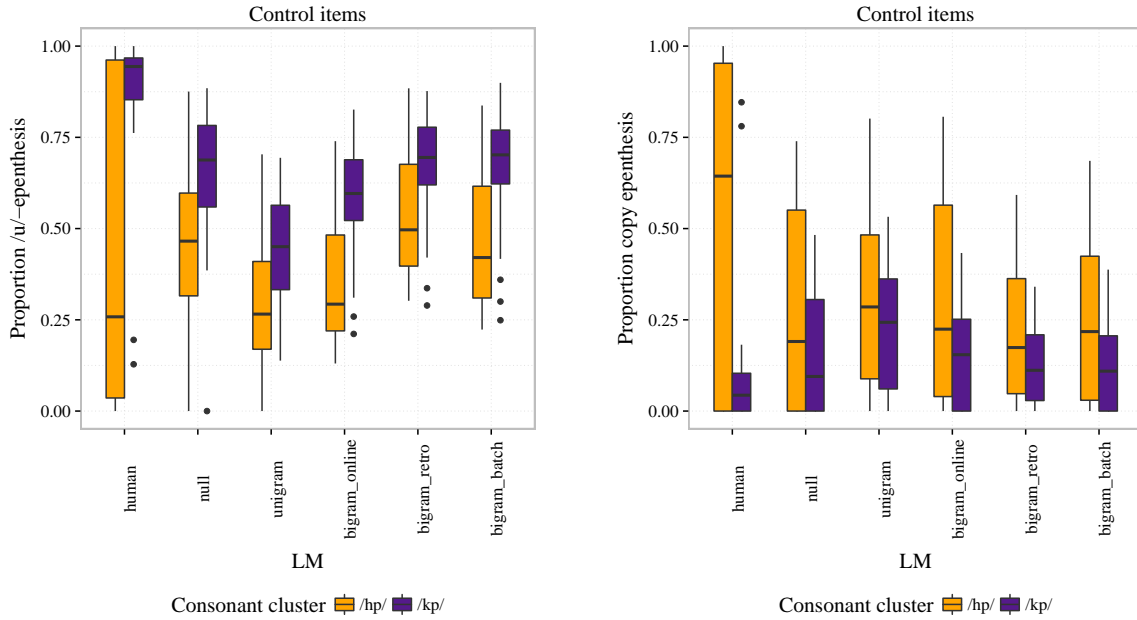 Control items
Proportion /u/−epenthesis
1.00
0.75
0.50
0.25
0.00
human
null
unigram
bigram_online
bigram_retro
bigram_batch
LM
Consonant cluster /hp/ /kp/
Control items
Proportion copy epenthesis
1.00
0.75
0.50
0.25
0.00
human
null
unigram
bigram_online
bigram_retro
bigram_batch
LM
Consonant cluster /hp/ /kp/